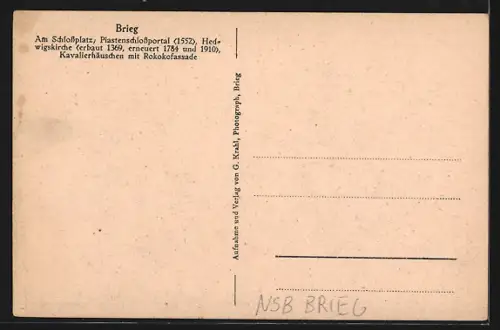 Brieg
Am Schloßplatz, Piastenschloßportal (1552), Hed-
wigskirche (erbaut 1369, erneuert 1784 und 1910),
Kavalierhäuschen mit Rokokofassade
Aufnahme und Verlag von G. Krahl, Photograph, Brieg
NSB BRIEG